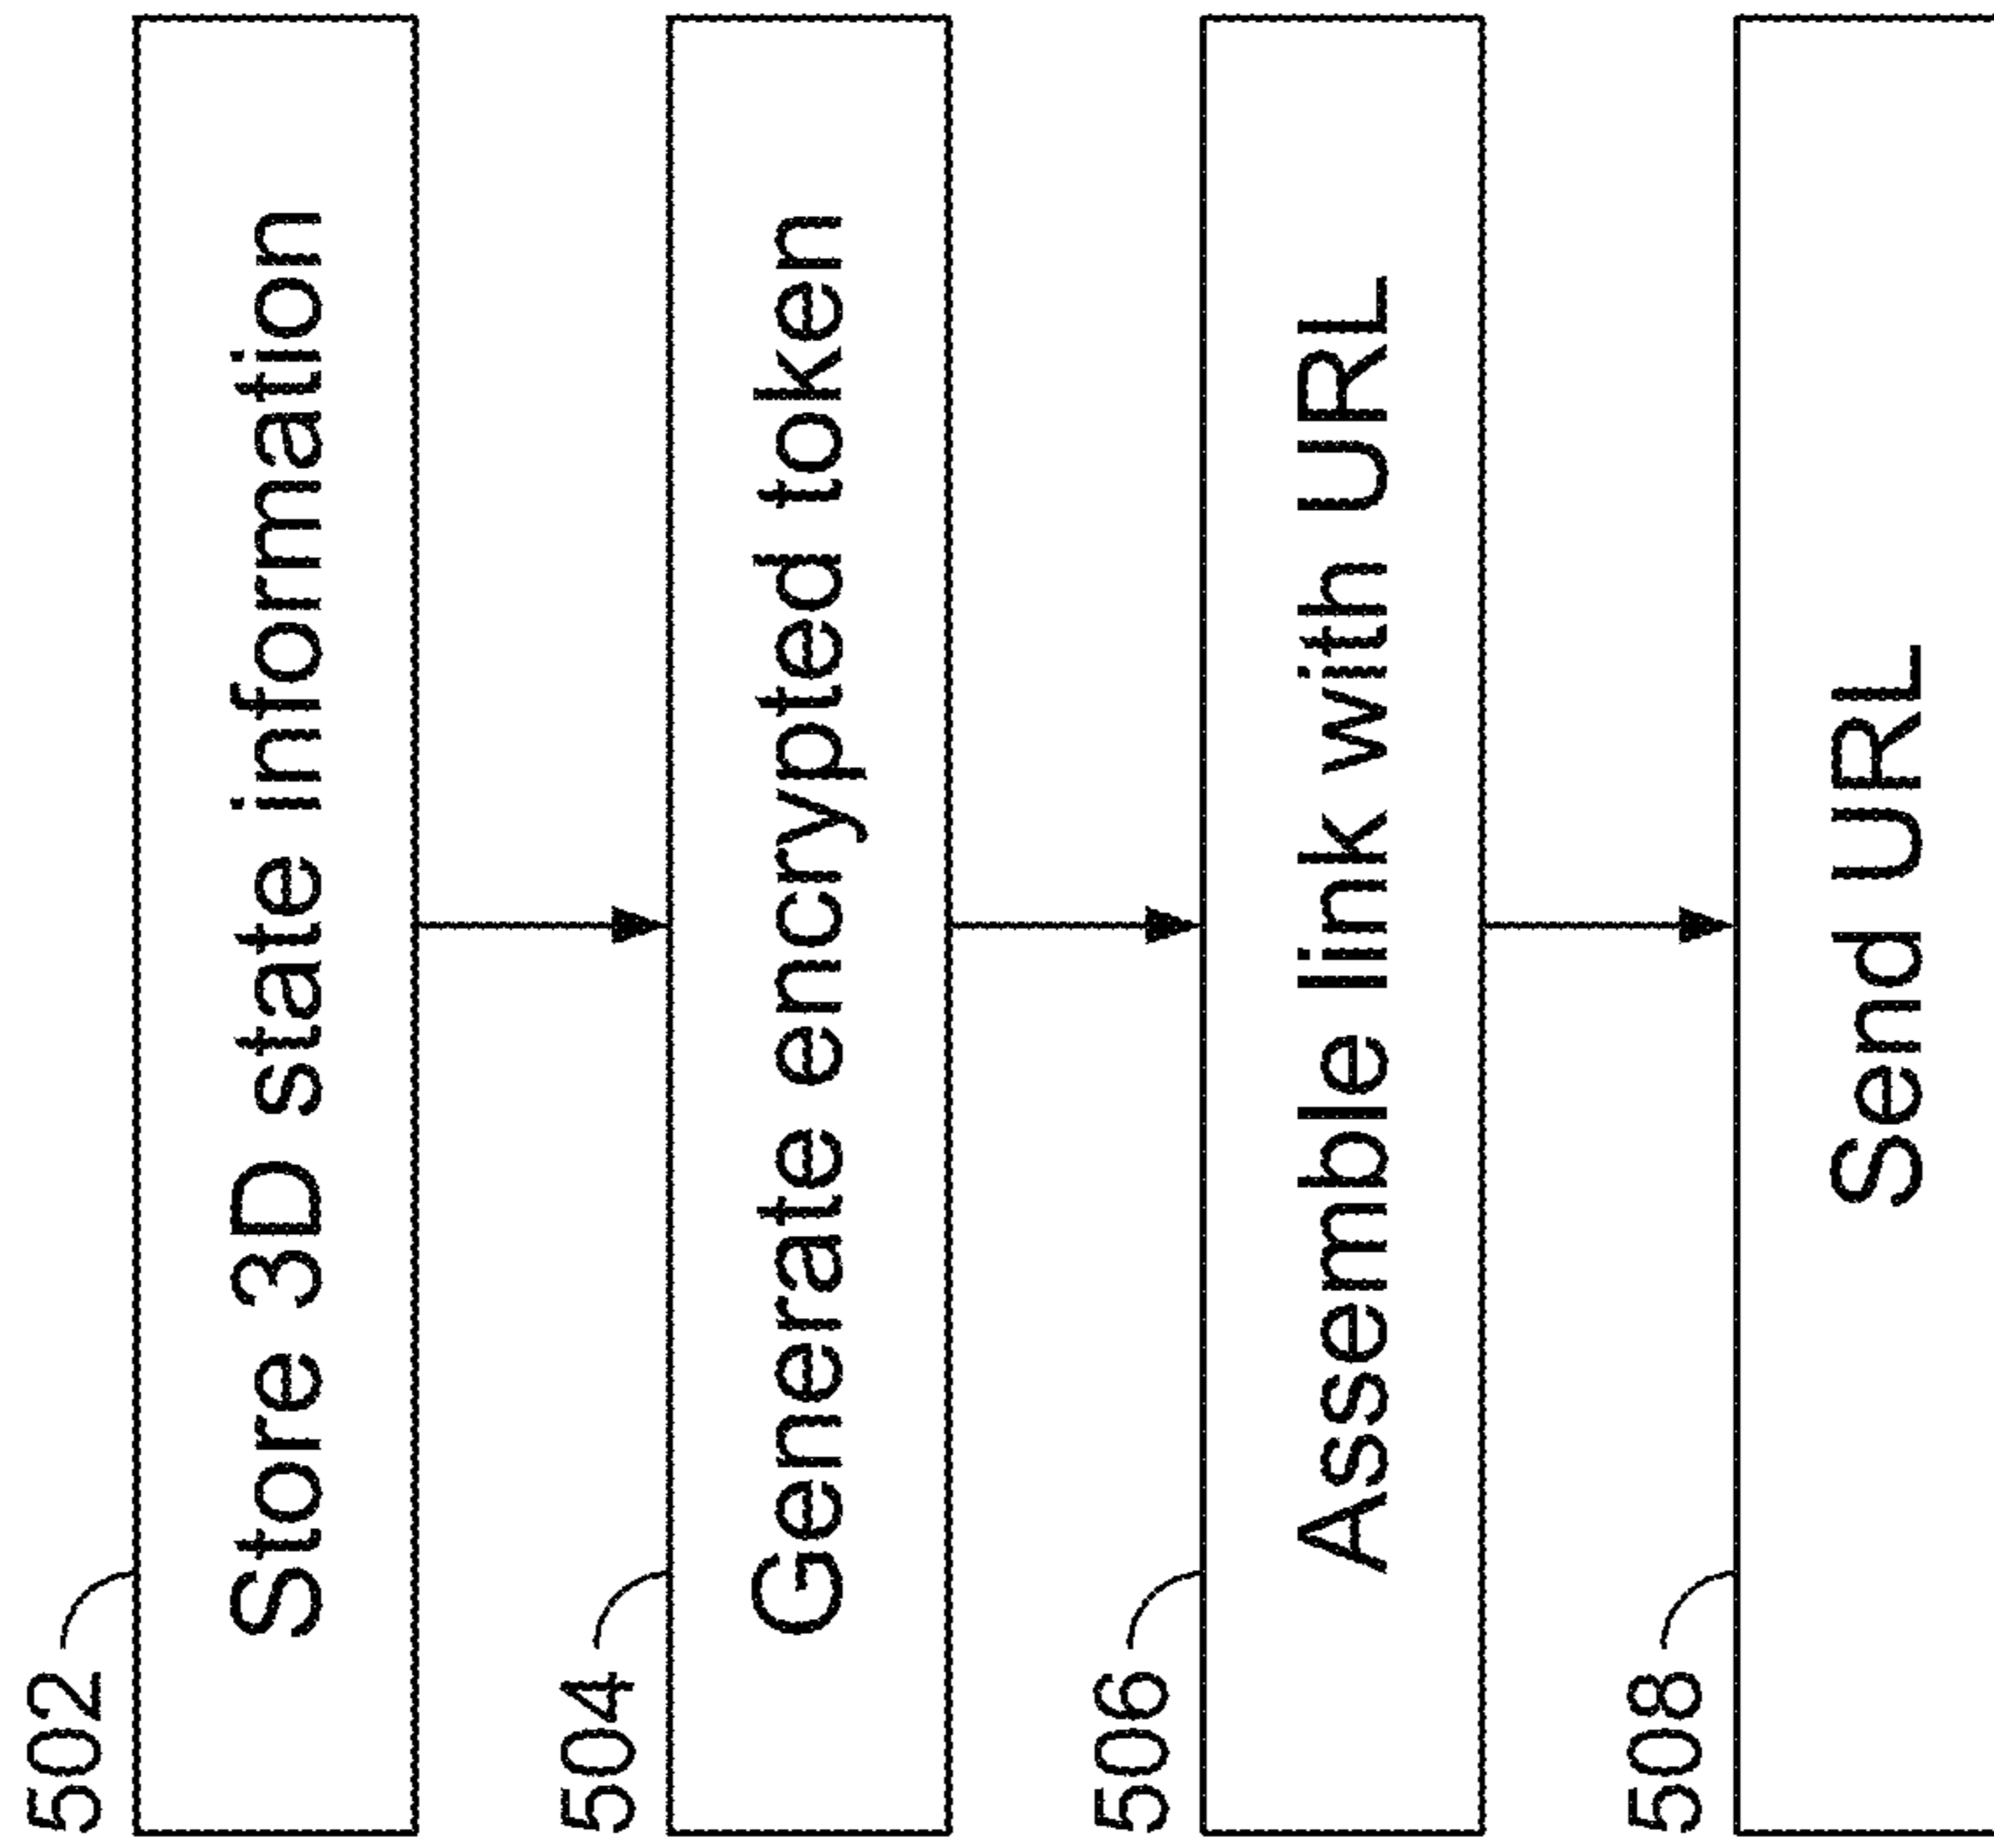 502
Store 3D state information
504
Generate encrypted token
506
Assemble link with URL
508
Send URL